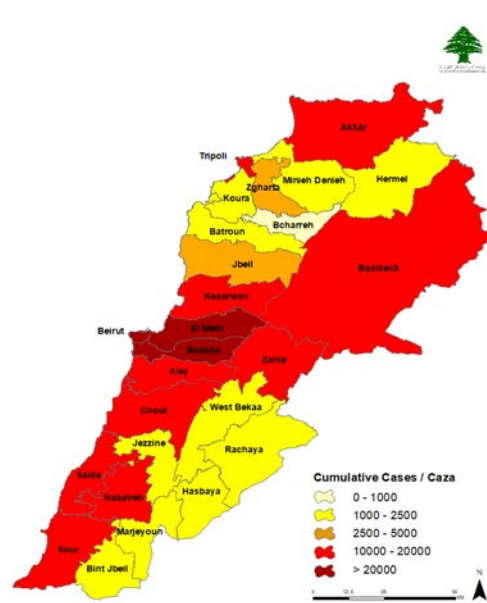 Akkar
Tripoli
Zgharta
Minieh Denieh
Hermel
Koura
Bcharreh
Batroun
Baalbeck
Jbeil
Keserwan
Beirut
El Metn
Baabda
Zahle
Aley
Chouf
West Bekaa
Jezzine
Rachaya
Saida
Hasbaya
Nabatieh
Marjeyoun
Sour
Bint Jbeil
Cumulative Cases / Caza
0 - 1000
1000 - 2500
2500 - 5000
10000 - 20000
> 20000
N